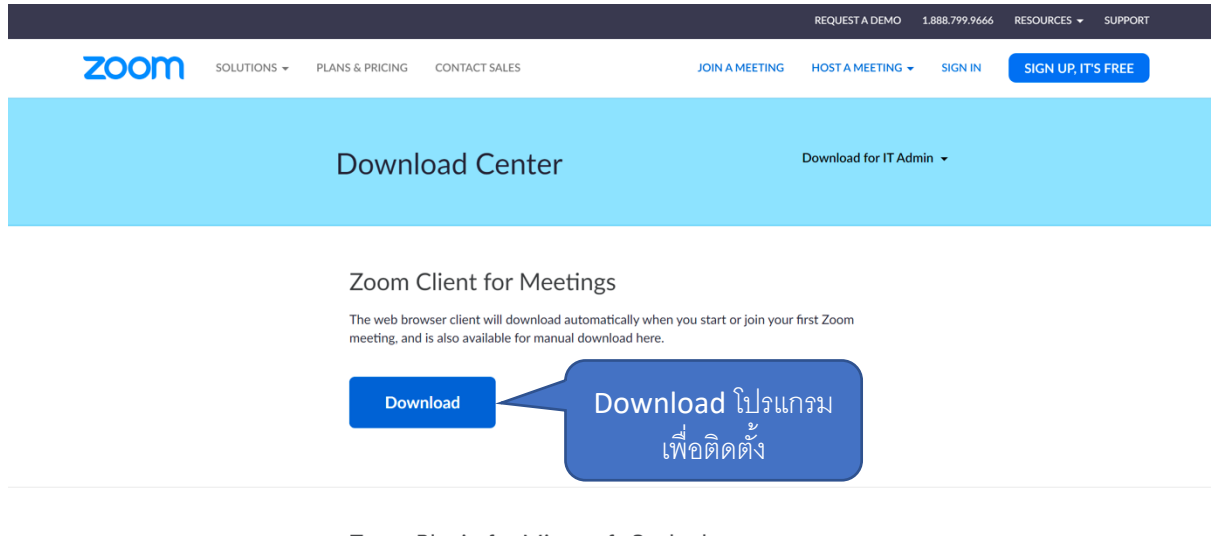 REQUEST A DEMO 1.888.799.9666 RESOURCES SUPPORT
zoom SOLUTIONS PLANS & PRICING CONTACT SALES JOIN A MEETING HOST A MEETING SIGN IN SIGN UP, IT'S FREE
Download Center Download for IT Admin
Zoom Client for Meetings
The web browser client will download automatically when you start or join your first Zoom
meeting, and is also available for manual download here.
Download
Download โปรแกรม
เพื่อติดตั้ง